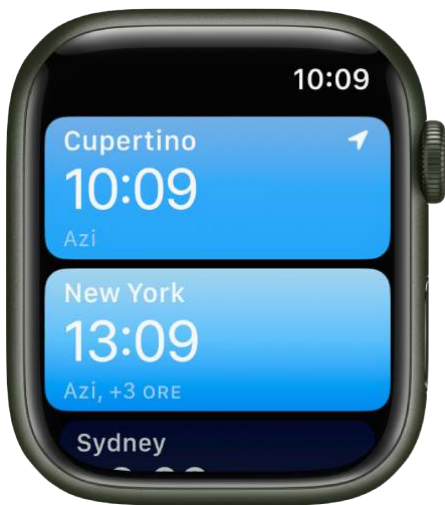 10:09
Cupertino
10:09
Azi
New York
13:09
Azi, +3 ORE
Sydney